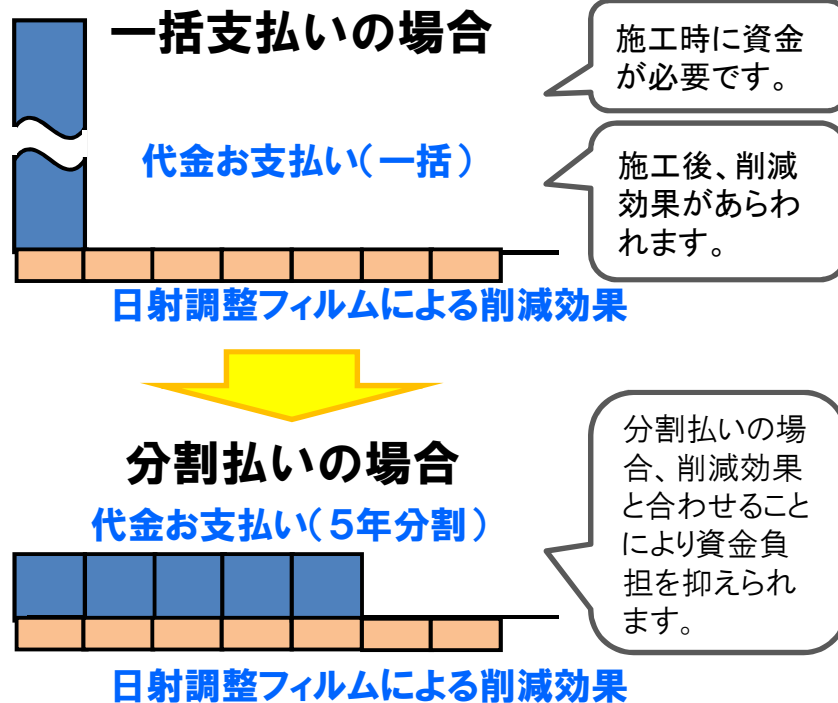 一括支払いの場合
施工時に資金
が必要です。
代金お支払い（一括）
施工後、削減
効果があらわ
れます。
日射調整フィルムによる削減効果
分割払いの場合
代金お支払い（５年分割）
分割払いの場
合、削減効果
と合わせること
により資金負
担を抑えられ
ます。
日射調整フィルムによる削減効果